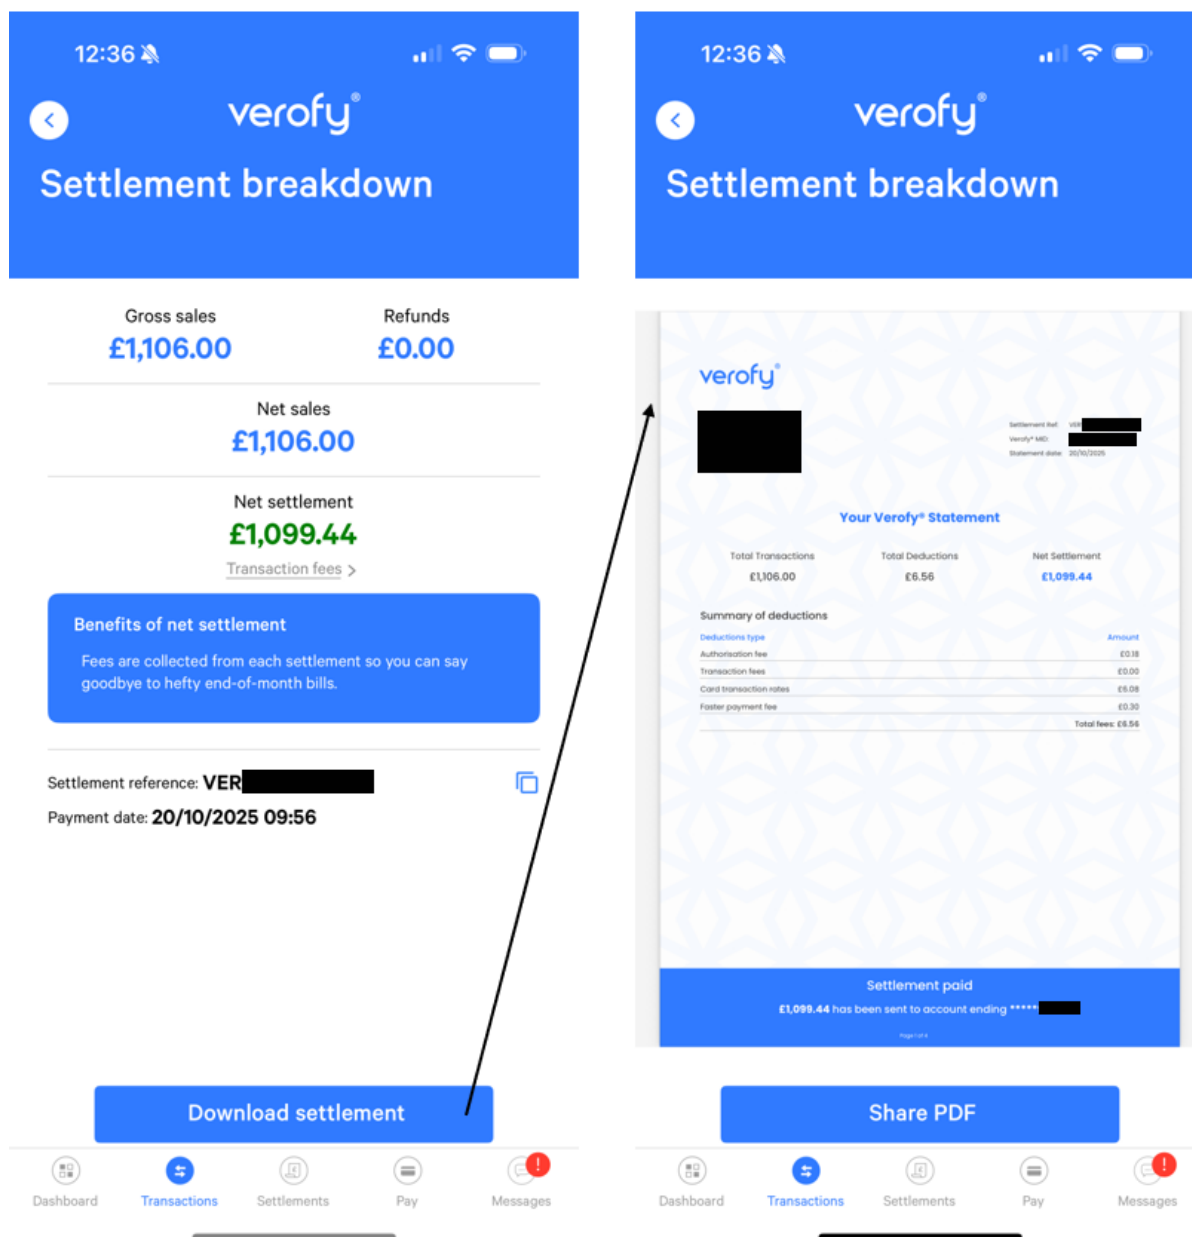 12:36
verofy®
Settlement breakdown
Gross sales
Refunds
£1,106.00
£0.00
Net sales
£1,106.00
Net settlement
£1,099.44
Transaction fees >
Benefits of net settlement
Fees are collected from each settlement so you can say
goodbye to hefty end-of-month bills.
Settlement reference: VER
Payment date: 20/10/2025 09:56
Download settlement
Dashboard
Transactions
Settlements
Pay
Messages
12:36
verofy®
Settlement breakdown
verofy®
Settlement Ref: VER
Verofy® MID:
Statement date: 20/10/2025
Your Verofy® Statement
Total Transactions
Total Deductions
Net Settlement
£1,106.00
£6.56
£1,099.44
Summary of deductions
Deductions type
Amount
Authorisation fee
£0.18
Transaction fees
£0.00
Card transaction rates
£6.08
Faster payment fee
£0.30
Total fees: £6.56
Settlement paid
£1,099.44 has been sent to account ending *****
Share PDF
Dashboard
Transactions
Settlements
Pay
Messages